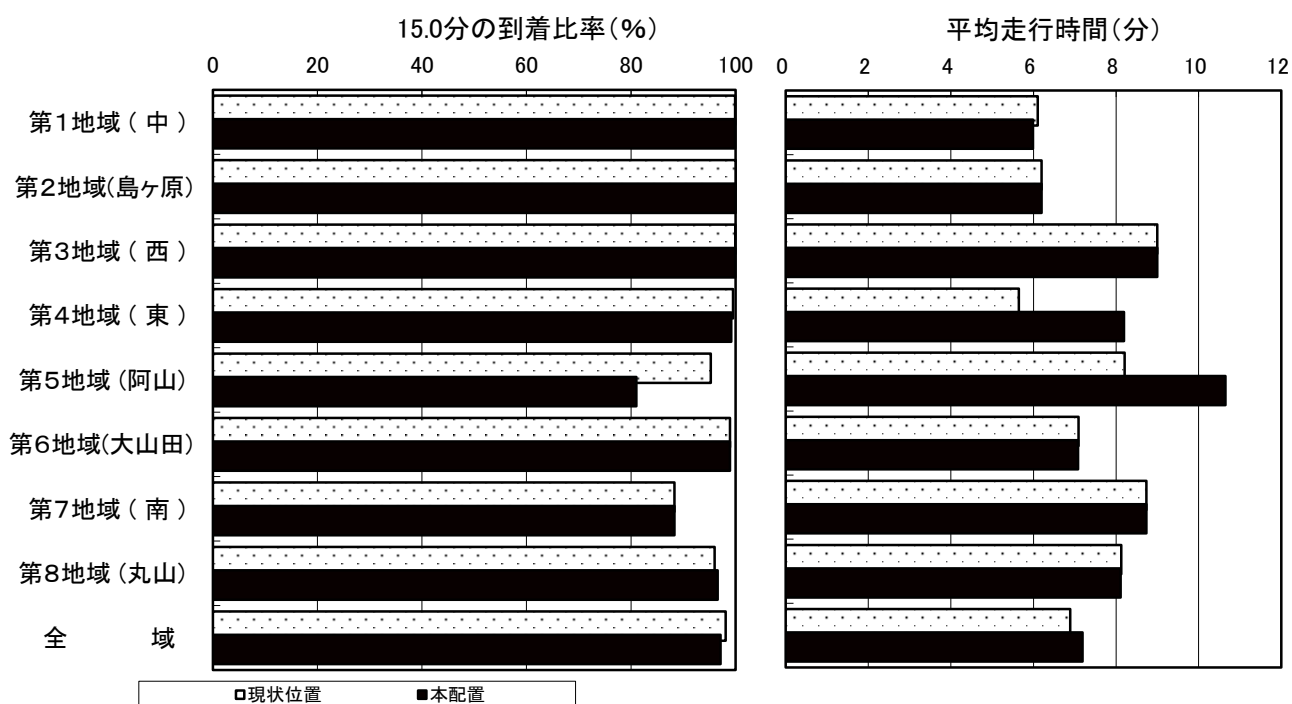 15.0分の到着比率(%)
0 20 40 60 80 100
平均走行時間(分)
0 2 4 6 8 10 12
第1地域(中)
第2地域(島ヶ原)
第3地域(西)
第4地域(東)
第5地域(阿山)
第6地域(大山田)
第7地域(南)
第8地域(丸山)
全 域
現状位置 本配置